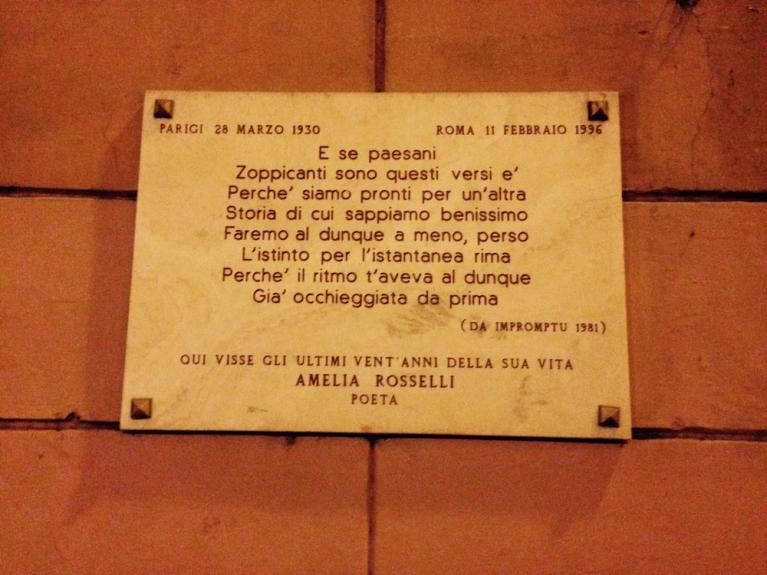 PARIGI 28 MARZO 1930 ROMA 11 FEBBRAIO 1996
E se paesani
Zoppicanti sono questi versi e'
Perche' siamo pronti per un'altra
Storia di cui sappiamo benissimo
Faremo al dunque a meno, perso
L'istinto per l'istantanea rima
Perche' il ritmo t'aveva al dunque
Gia' occhieggiata da prima
(DA IMPROMPTU 1981)
QUI VISSE GLI ULTIMI VENT'ANNI DELLA SUA VITA
AMELIA ROSSELLI
POETA